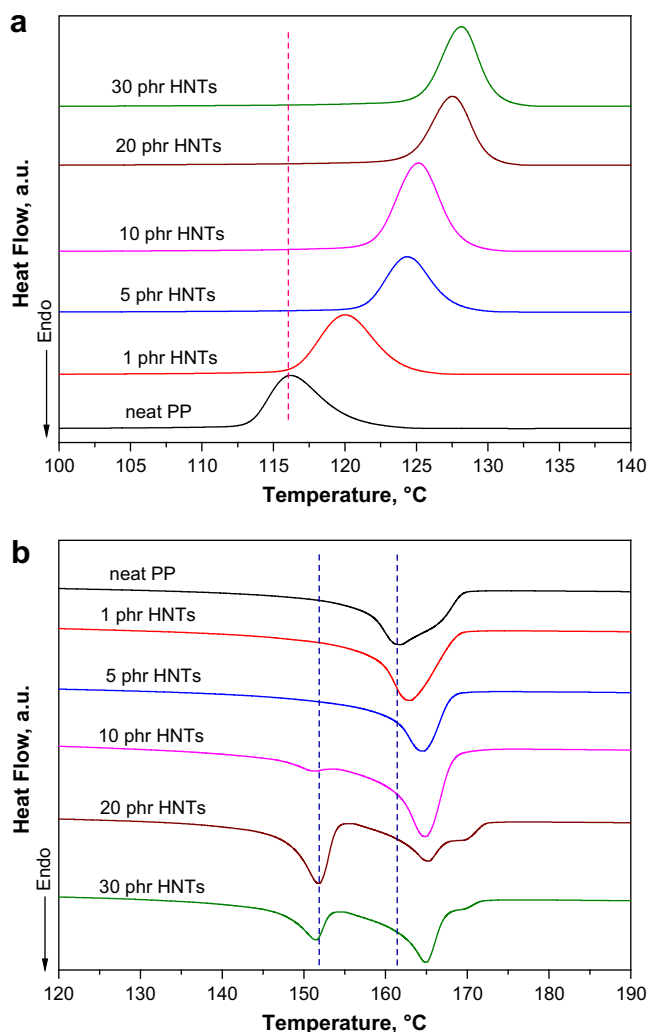 a
30 phr HNTs
20 phr HNTs
10 phr HNTs
5 phr HNTs
1 phr HNTs
neat PP
Heat Flow, a.u.
Endo
100 105 110 115 120 125 130 135 140
Temperature, °C
b
neat PP
1 phr HNTs
5 phr HNTs
10 phr HNTs
20 phr HNTs
30 phr HNTs
Heat Flow, a.u.
Endo
120 130 140 150 160 170 180 190
Temperature, °C